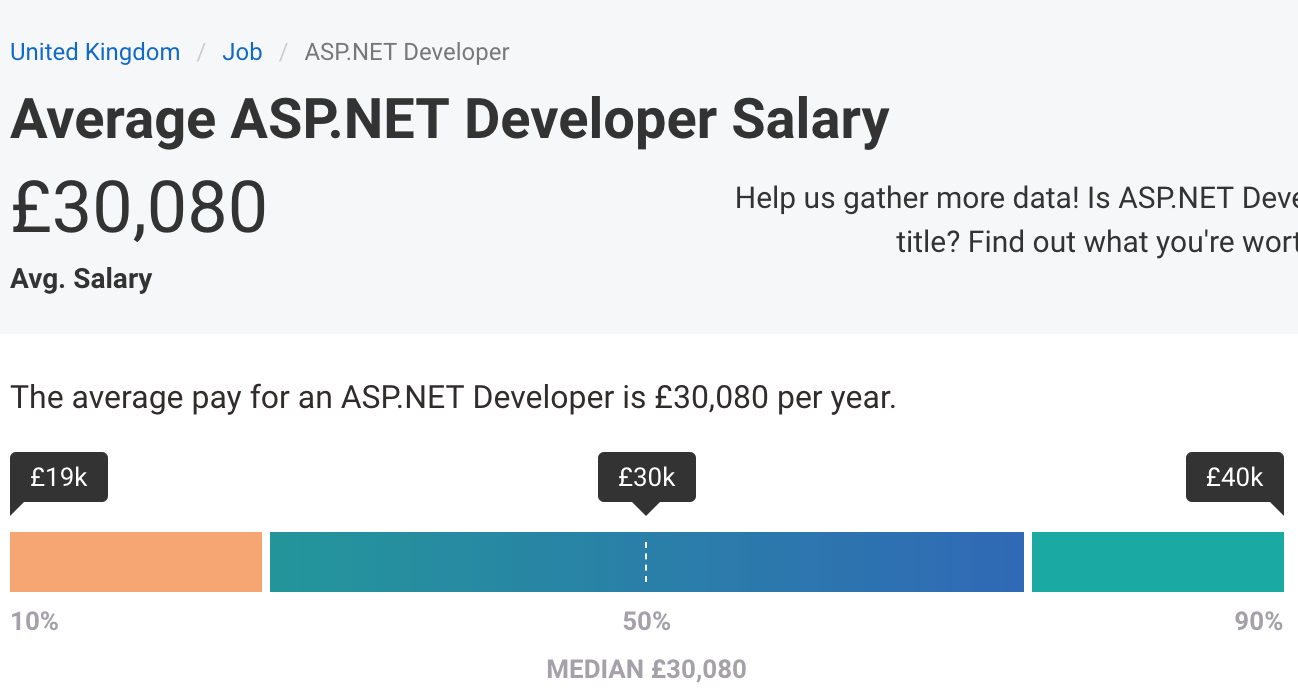 United Kingdom / Job / ASP.NET Developer
Average ASP.NET Developer Salary
£30,080
Avg. Salary
Help us gather more data! Is ASP.NET Deve
title? Find out what you're wort
The average pay for an ASP.NET Developer is £30,080 per year.
£19k £30k £40k
10% 50% 90%
MEDIAN £30,080